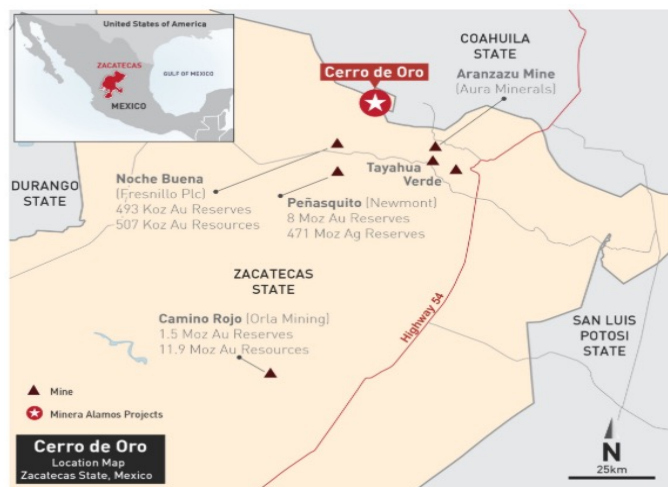 United States of America
ZACATECAS
GULF OF MEXICO
MEXICO
COAHUILA
STATE
Cerro de Oro
Aranzazu Mine
(Aura Minerals)
DURANGO
STATE
Noche Buena
(Fresnillo Plc)
493 Koz Au Reserves
507 Koz Au Resources
Tayahua
Verde
Peñasquito (Newmont)
8 Moz Au Reserves
471 Moz Ag Reserves
ZACATECAS
STATE
Camino Rojo (Orla Mining)
1.5 Moz Au Reserves
11.9 Moz Au Resources
Highway 54
SAN LUIS
POTOSI
STATE
Mine
Minera Alamos Projects
Cerro de Oro
Location Map
Zacatecas State, Mexico
N
25km